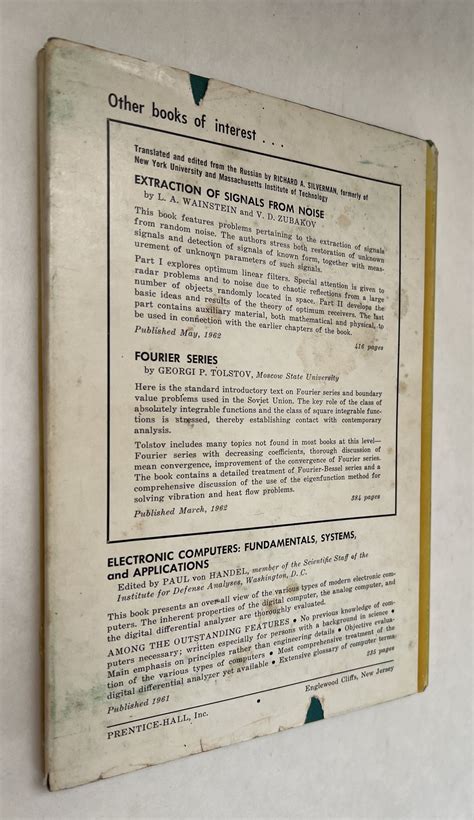 Other books of interest . . .
Translated and edited from the Russian by RICHARD A. SILVERMAN, formerly of
New York University and Massachusetts Institute of Technology
EXTRACTION OF SIGNALS FROM NOISE
by L. A. WAINSTEIN and V. D. ZUBAKOV
This book features problems pertaining to the extraction of signals
from random noise. The authors stress both restoration of unknown
signals and detection of signals of known form, together with meas-
urement of unknown parameters of such signals.
Part I explores optimum linear filters. Special attention is given to
radar problems and to noise due to chaotic reflections from a large
number of objects randomly located in space. Part II develops the
basic ideas and results of the theory of optimum receivers. The last
part contains auxiliary material, both mathematical and physical, to
be used in connection with the earlier chapters of the book.
Published May, 1962 416 pages
FOURIER SERIES
by GEORGI P. TOLSTOV, Moscow State University
Here is the standard introductory text on Fourier series and boundary
value problems used in the Soviet Union. The key role of the class of
absolutely integrable functions and the class of square integrable func-
tions is stressed, thereby establishing contact with contemporary
analysis.
Tolstov includes many topics not found in most books at this level—
Fourier series with decreasing coefficients, thorough discussion of
mean convergence, improvement of the convergence of Fourier series.
The book contains a detailed treatment of Fourier-Bessel series and a
comprehensive discussion of the use of the eigenfunction method for
solving vibration and heat flow problems.
Published March, 1962 384 pages
ELECTRONIC COMPUTERS: FUNDAMENTALS, SYSTEMS,
and APPLICATIONS
Edited by PAUL von HANDEL, member of the Scientific Staff of the
Institute for Defense Analyses, Washington, D. C.
This book presents an over-all view of the various types of modern electronic com-
puters. The inherent properties of the digital computer, the analog computer, and
the digital differential analyzer are thoroughly evaluated.
AMONG THE OUTSTANDING FEATURES • No previous knowledge of com-
puters necessary; written especially for persons with a background in science •
Main emphasis on principles rather than engineering details • Objective evalua-
tion of the various types of computers • Most comprehensive treatment of the
digital differential analyzer yet available • Extensive glossary of computer terms
Published 1961 235 pages
PRENTICE-HALL, Inc. Englewood Cliffs, New Jersey